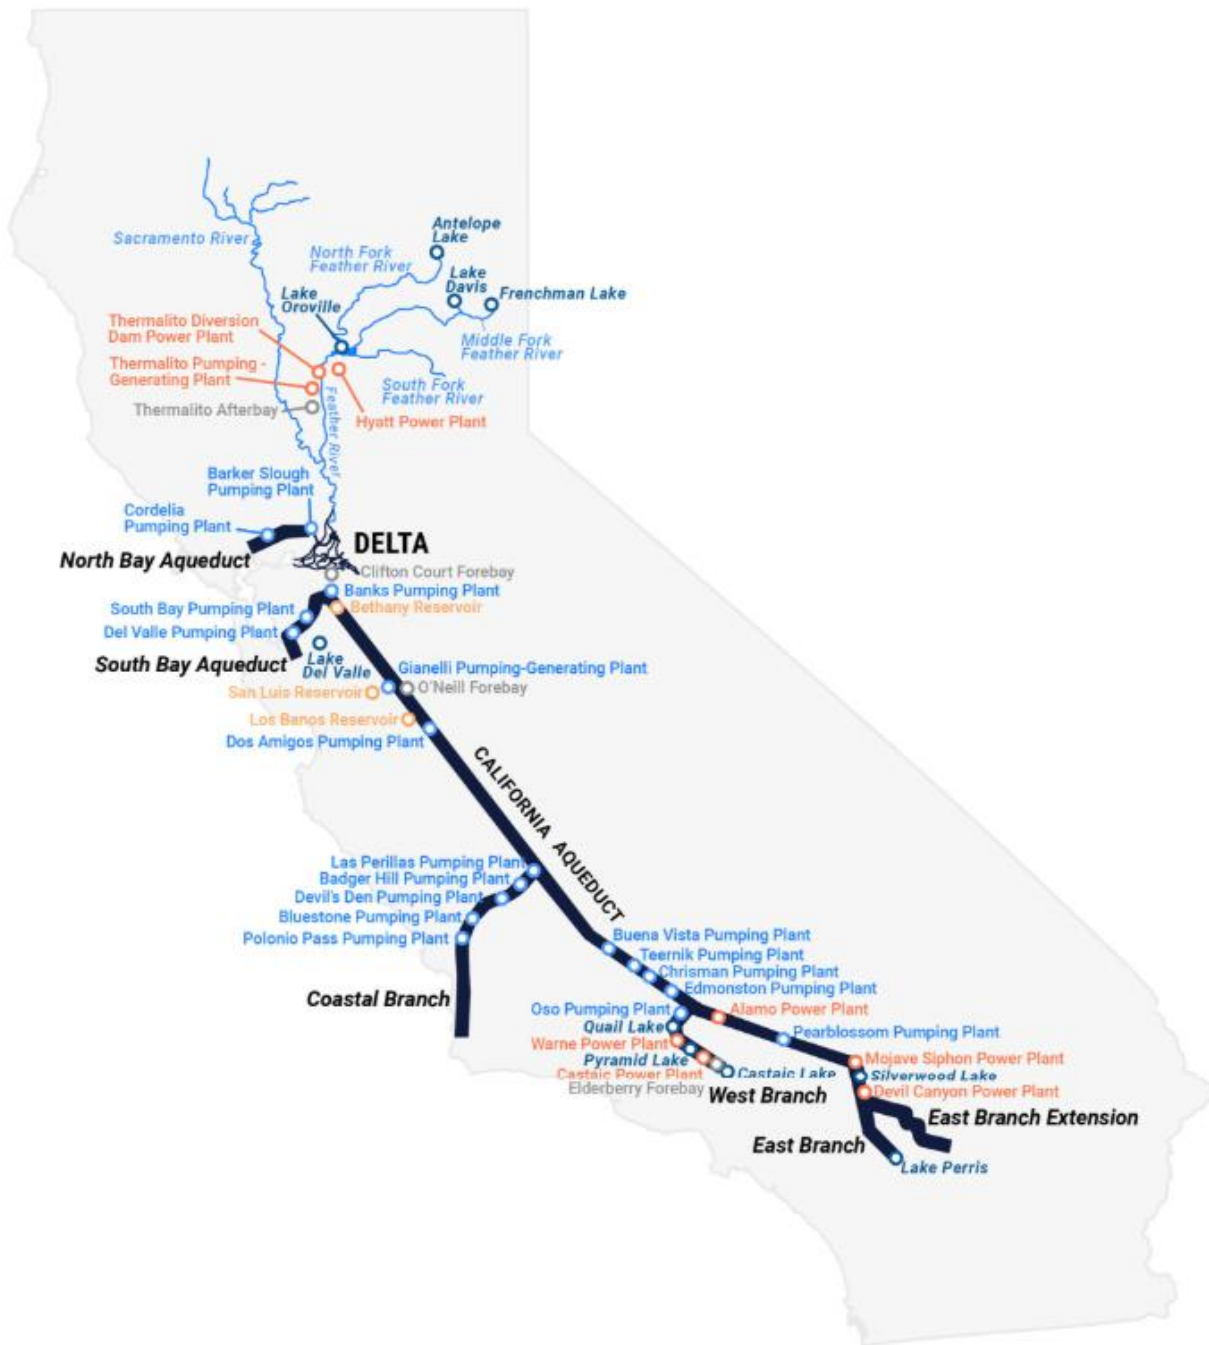 Sacramento River
Antelope
Lake
North Fork
Feather River
Lake
Davis
Frenchman Lake
Lake
Oroville
Thermalito Diversion
Dam Power Plant
Middle Fork
Feather River
Thermalito Pumping -
Generating Plant
South Fork
Feather River
Thermalito Afterbay
Feather River
Hyatt Power Plant
Barker Slough
Pumping Plant
Cordelia
Pumping Plant
DELTA
North Bay Aqueduct
Clifton Court Forebay
Banks Pumping Plant
South Bay Pumping Plant
Bethany Reservoir
Del Valle Pumping Plant
South Bay Aqueduct
Lake
Del Valle
Gianelli Pumping-Generating Plant
San Luis Reservoir
O'Neill Forebay
Los Banos Reservoir
Dos Amigos Pumping Plant
CALIFORNIA AQUEDUCT
Las Perillas Pumping Plant
Badger Hill Pumping Plant
Devil's Den Pumping Plant
Bluestone Pumping Plant
Polonio Pass Pumping Plant
Buena Vista Pumping Plant
Teernik Pumping Plant
Chrisman Pumping Plant
Edmonston Pumping Plant
Coastal Branch
Oso Pumping Plant
Alamo Power Plant
Quail Lake
Pearblossom Pumping Plant
Warne Power Plant
Pyramid Lake
Mojave Siphon Power Plant
Castaic Power Plant
Castaic Lake
Silverwood Lake
Elderberry Forebay
West Branch
Devil Canyon Power Plant
East Branch Extension
East Branch
Lake Perris